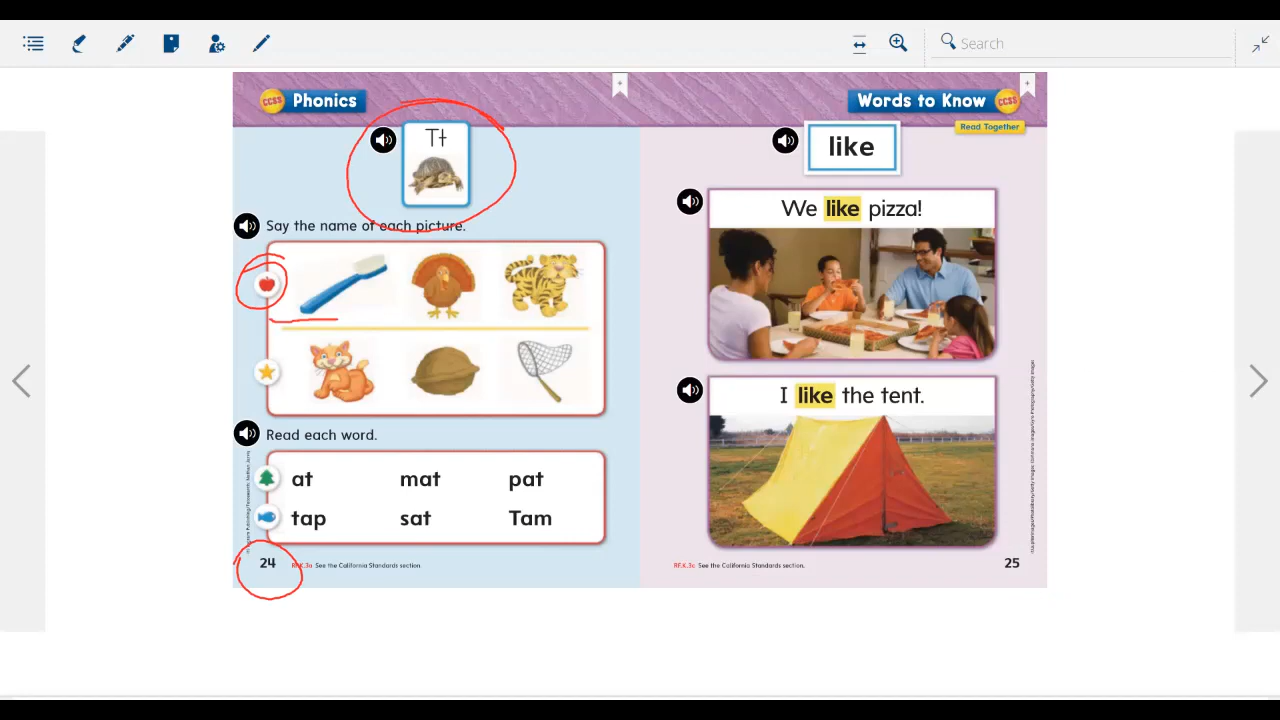 Search
CCSS Phonics
Tt
Say the name of each picture.
Read each word.
at mat pat
tap sat Tam
24
RF.K.3a See the California Standards section.
Words to Know CCSS
Read Together
like
We like pizza!
I like the tent.
RF.K.3c See the California Standards section.
25